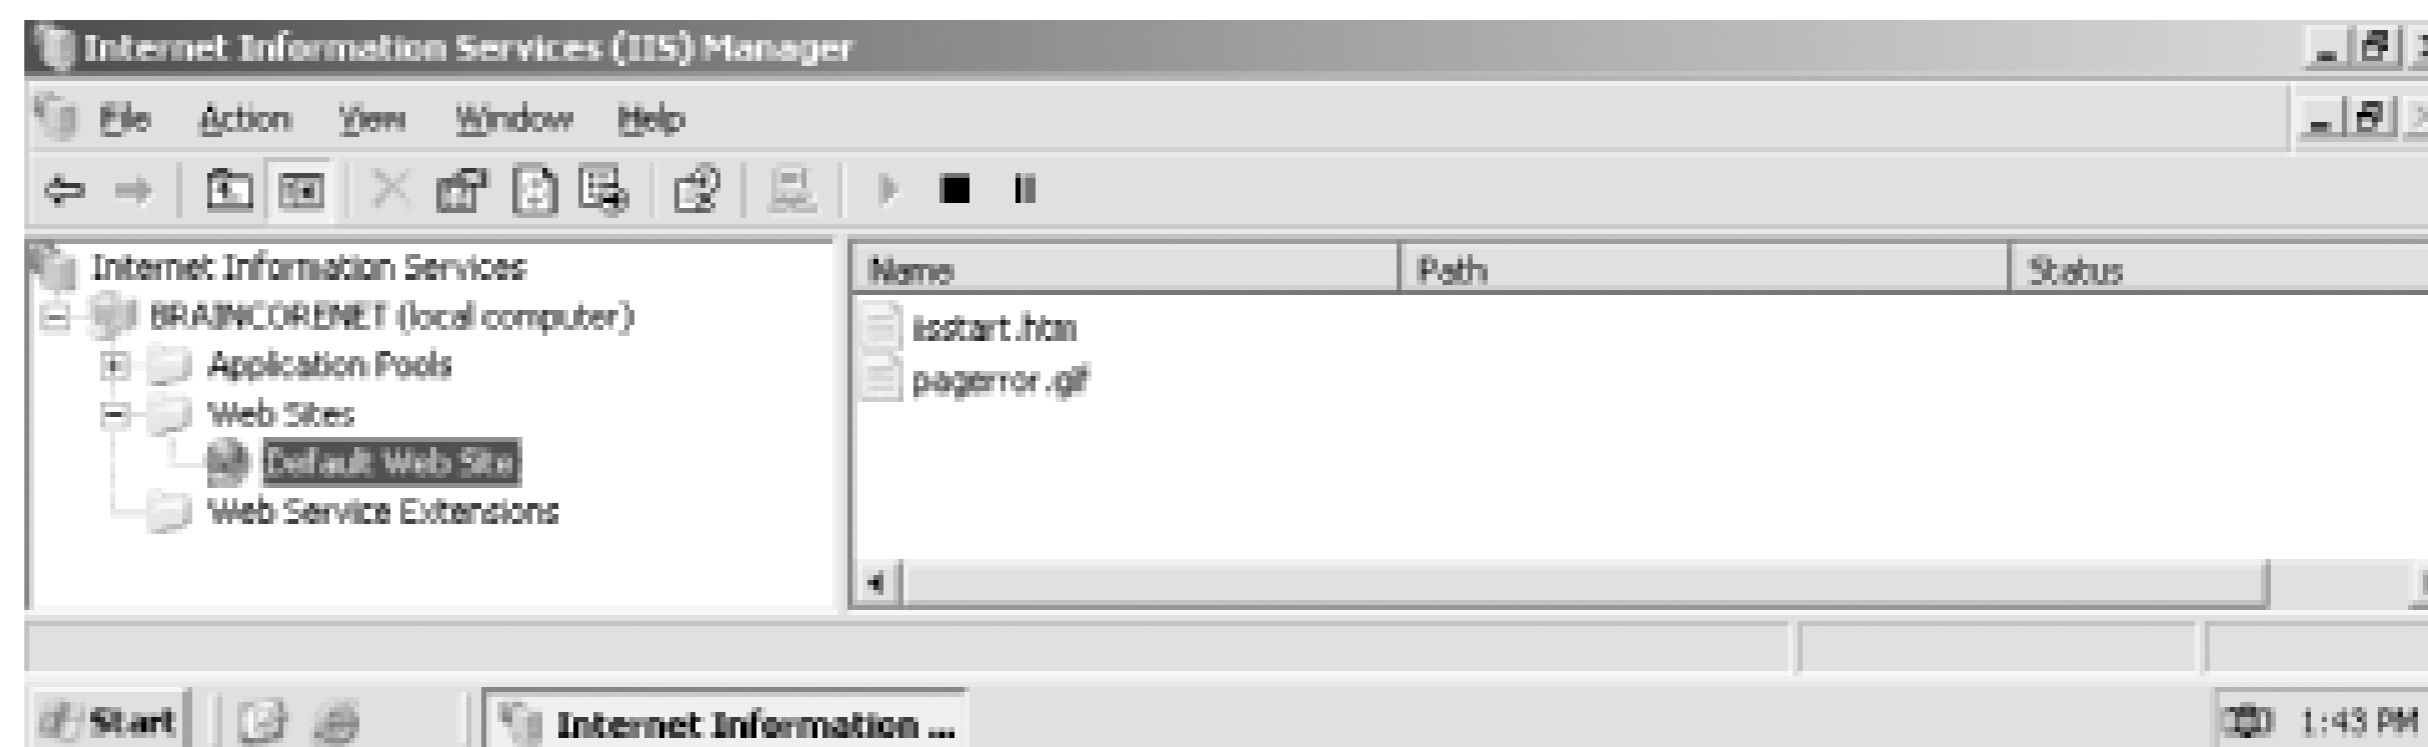 Internet Information Services (IIS) Manager
File Action View Window Help
Internet Information Services
BRAINCORENET (local computer)
Application Pools
Web Sites
Default Web Site
Web Service Extensions
Name Path Status
iisstart.htm
pagerror.gif
Start Internet Information ... 1:43 PM